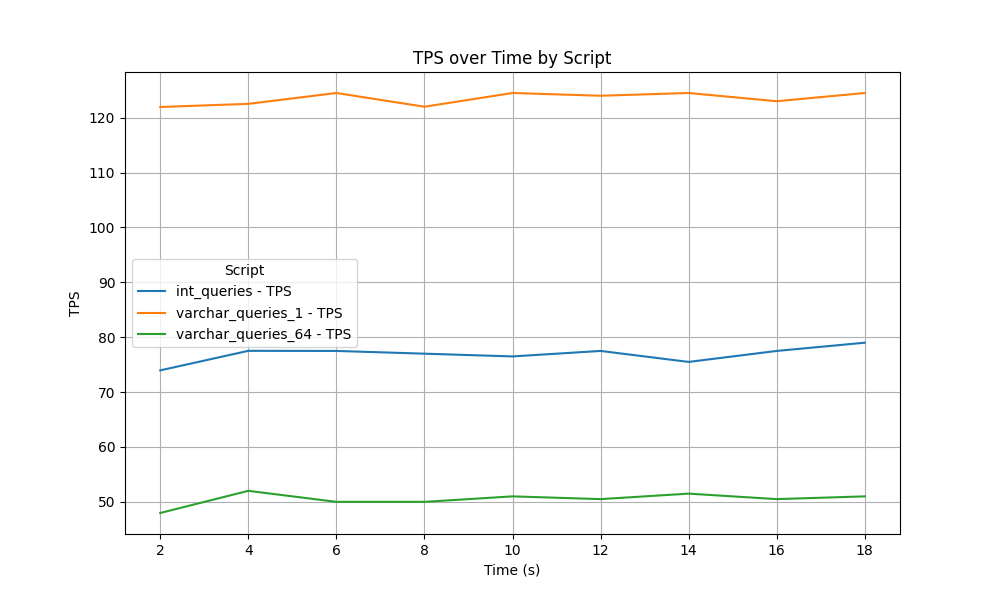 TPS over Time by Script
TPS
120
110
100
90
80
70
60
50
Script
int_queries - TPS
varchar_queries_1 - TPS
varchar_queries_64 - TPS
2 4 6 8 10 12 14 16 18
Time (s)